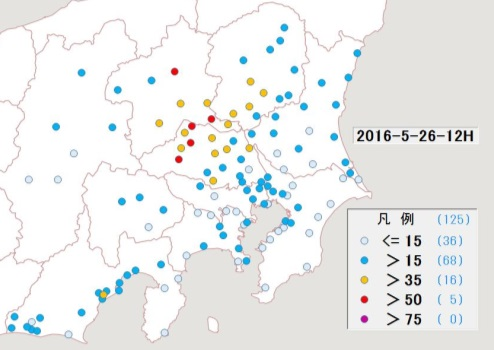 2016-5-26-12H
凡 例 (125)
<= 15 (36)
> 15 (68)
> 35 (16)
> 50 ( 5)
> 75 ( 0)